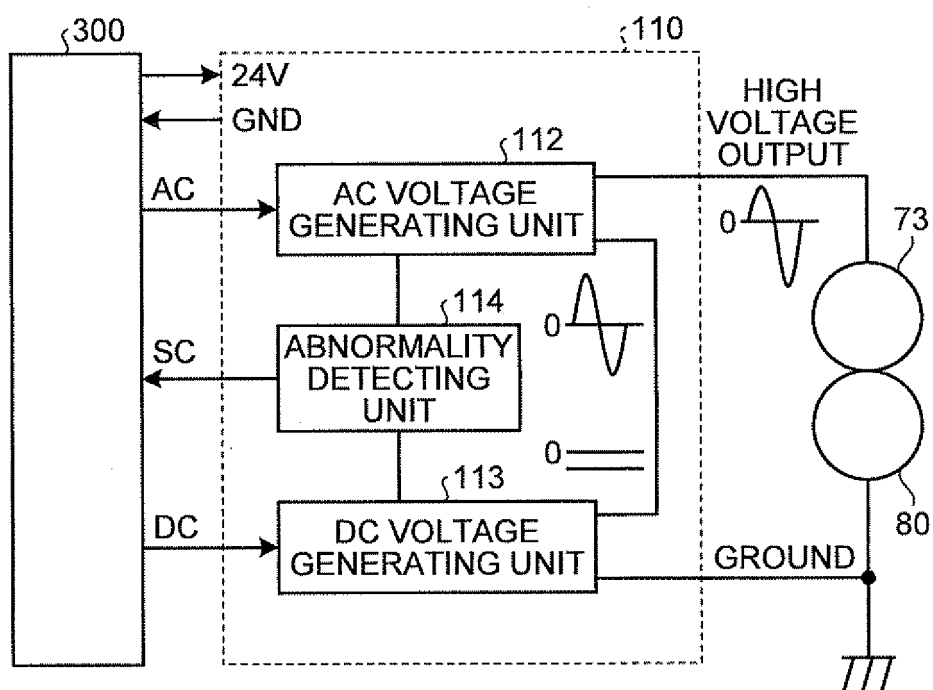 300
110
24V
GND
HIGH
VOLTAGE
OUTPUT
112
AC
AC VOLTAGE
GENERATING UNIT
0
73
114
0
SC
ABNORMALITY
DETECTING
UNIT
0
113
80
DC
DC VOLTAGE
GENERATING UNIT
GROUND